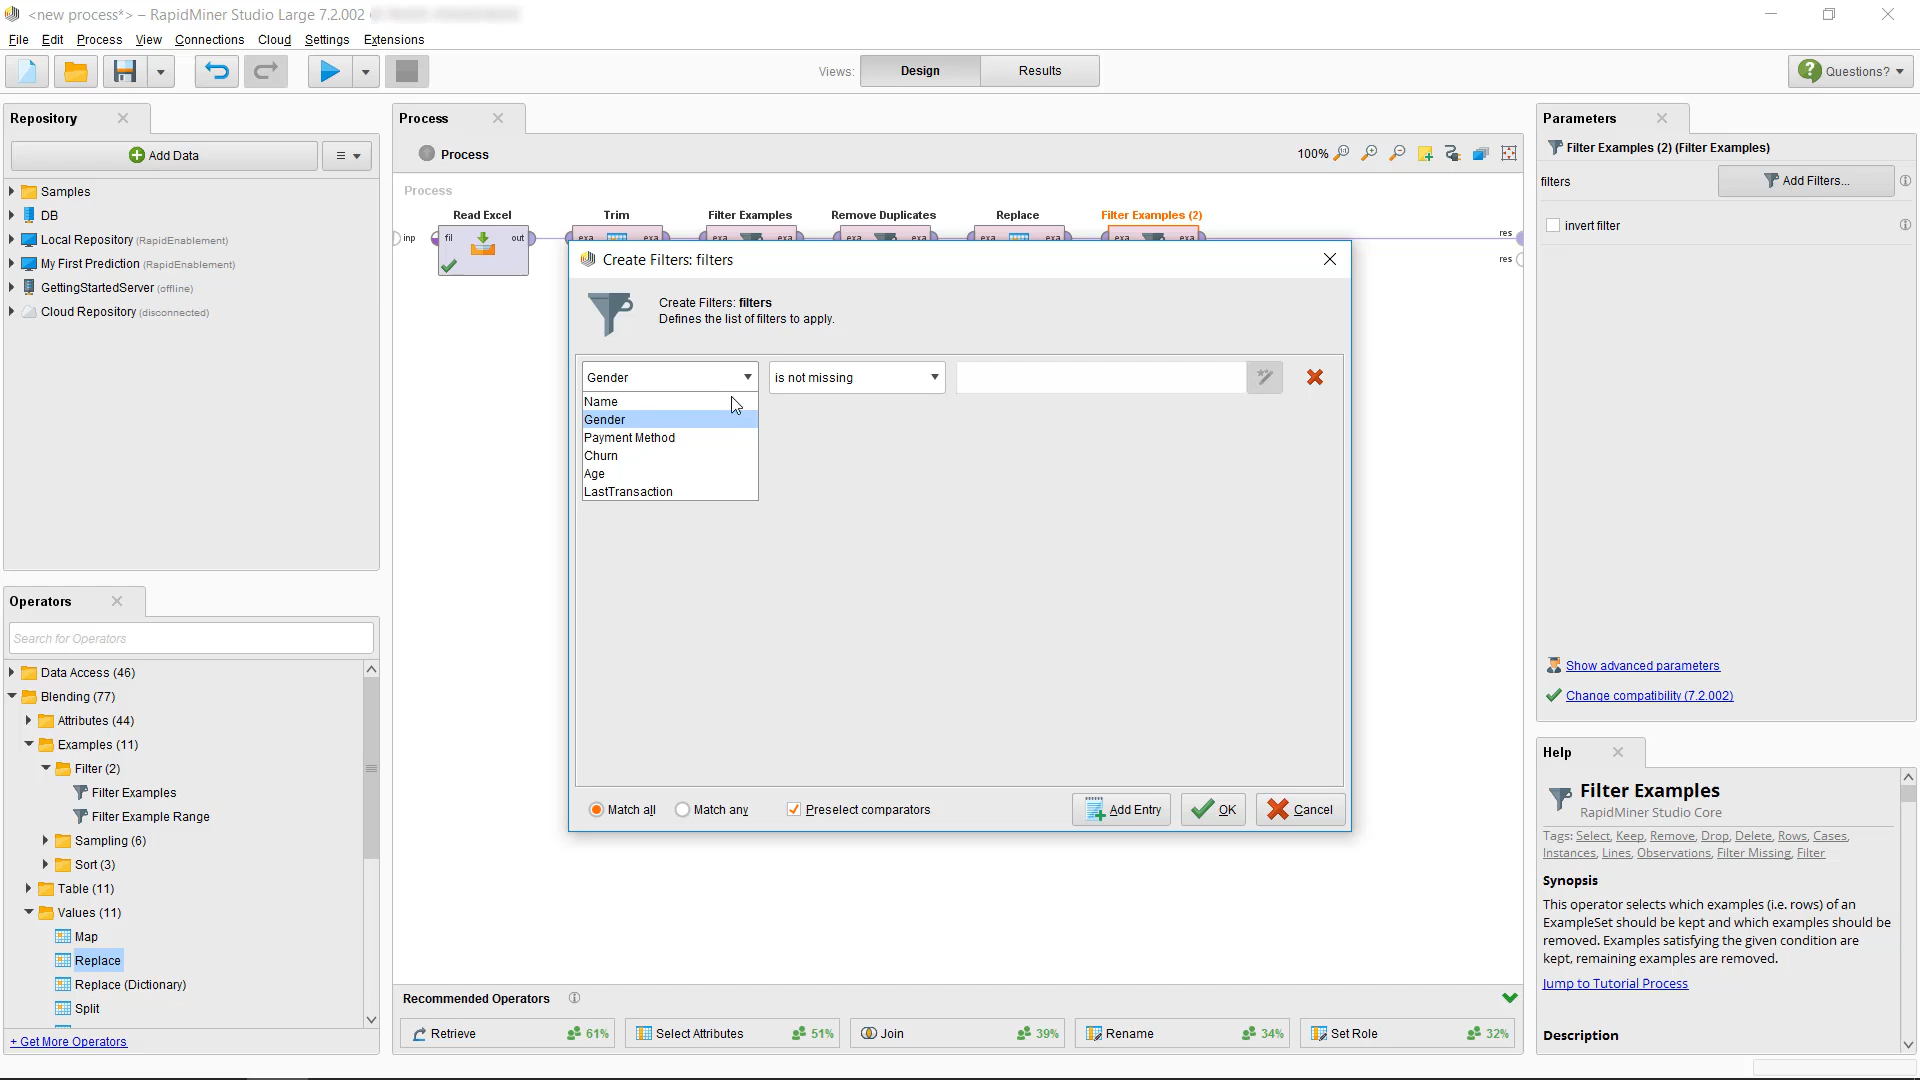 <new process*> – RapidMiner Studio Large 7.2.002
File Edit Process View Connections Cloud Settings Extensions
Views: Design Results
Questions?
Repository
Add Data
Samples
DB
Local Repository (RapidEnablement)
My First Prediction (RapidEnablement)
GettingStartedServer (offline)
Cloud Repository (disconnected)
Operators
Search for Operators
Data Access (46)
Blending (77)
Attributes (44)
Examples (11)
Filter (2)
Filter Examples
Filter Example Range
Sampling (6)
Sort (3)
Table (11)
Values (11)
Map
Replace
Replace (Dictionary)
Split
+ Get More Operators
Process
Process
100%
Process
Read Excel Trim Filter Examples Remove Duplicates Replace Filter Examples (2)
inp fil out exa exa exa exa exa exa exa exa exa exa res
res
Create Filters: filters
Create Filters: filters
Defines the list of filters to apply.
Gender is not missing
Name
Gender
Payment Method
Churn
Age
LastTransaction
Match all Match any Preselect comparators Add Entry OK Cancel
Recommended Operators
Retrieve 61% Select Attributes 51% Join 39% Rename 34% Set Role 32%
Parameters
Filter Examples (2) (Filter Examples)
filters Add Filters...
invert filter
Show advanced parameters
Change compatibility (7.2.002)
Help
Filter Examples
RapidMiner Studio Core
Tags: Select, Keep, Remove, Drop, Delete, Rows, Cases,
Instances, Lines, Observations, Filter Missing, Filter
Synopsis
This operator selects which examples (i.e. rows) of an
ExampleSet should be kept and which examples should be
removed. Examples satisfying the given condition are
kept, remaining examples are removed.
Jump to Tutorial Process
Description